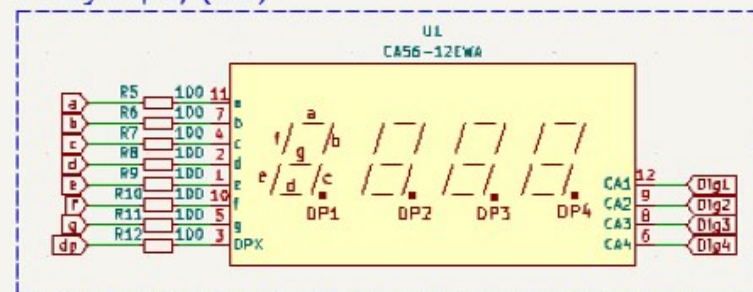 U1
CA56-12EWA
a R5 100 11 a
b R6 100 7 b
c R7 100 4 c
d R8 100 2 d
e R9 100 1 e
f R10 100 10 f
g R11 100 5 g
dp R12 100 3 DPX
a
f b
g
e d c
DP1 DP2 DP3 DP4
CA1 12 Dig1
CA2 9 Dig2
CA3 8 Dig3
CA4 6 Dig4